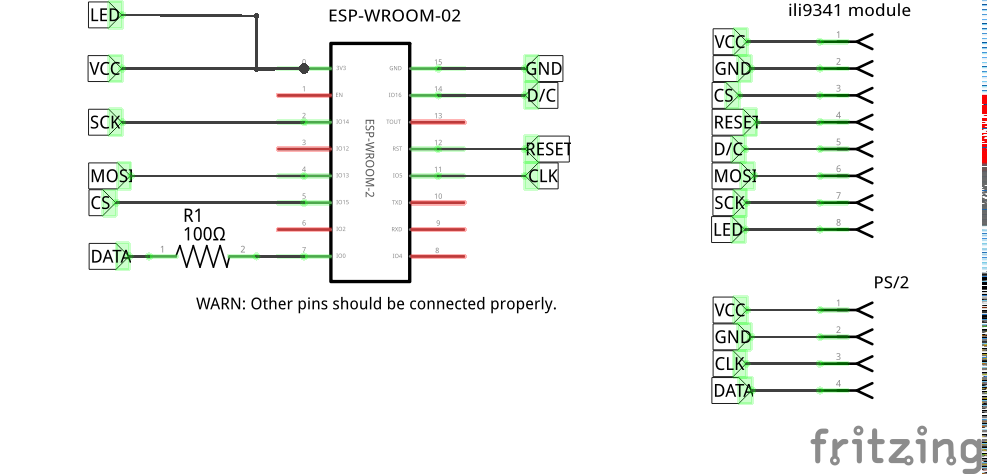 ESP-WROOM-02
LED
VCC
SCK
MOSI
CS
DATA
R1
100Ω
1
2
0
3V3
1
EN
2
IO14
3
IO12
4
IO13
5
IO15
6
IO2
7
IO0
ESP-WROOM-2
GND
15
IO16
14
TOUT
13
RST
12
IO5
11
TXD
10
RXD
9
IO4
8
GND
D/C
RESET
CLK
WARN: Other pins should be connected properly.
ili9341 module
VCC 1
GND 2
CS 3
RESET 4
D/C 5
MOSI 6
SCK 7
LED 8
PS/2
VCC 1
GND 2
CLK 3
DATA 4
fritzing